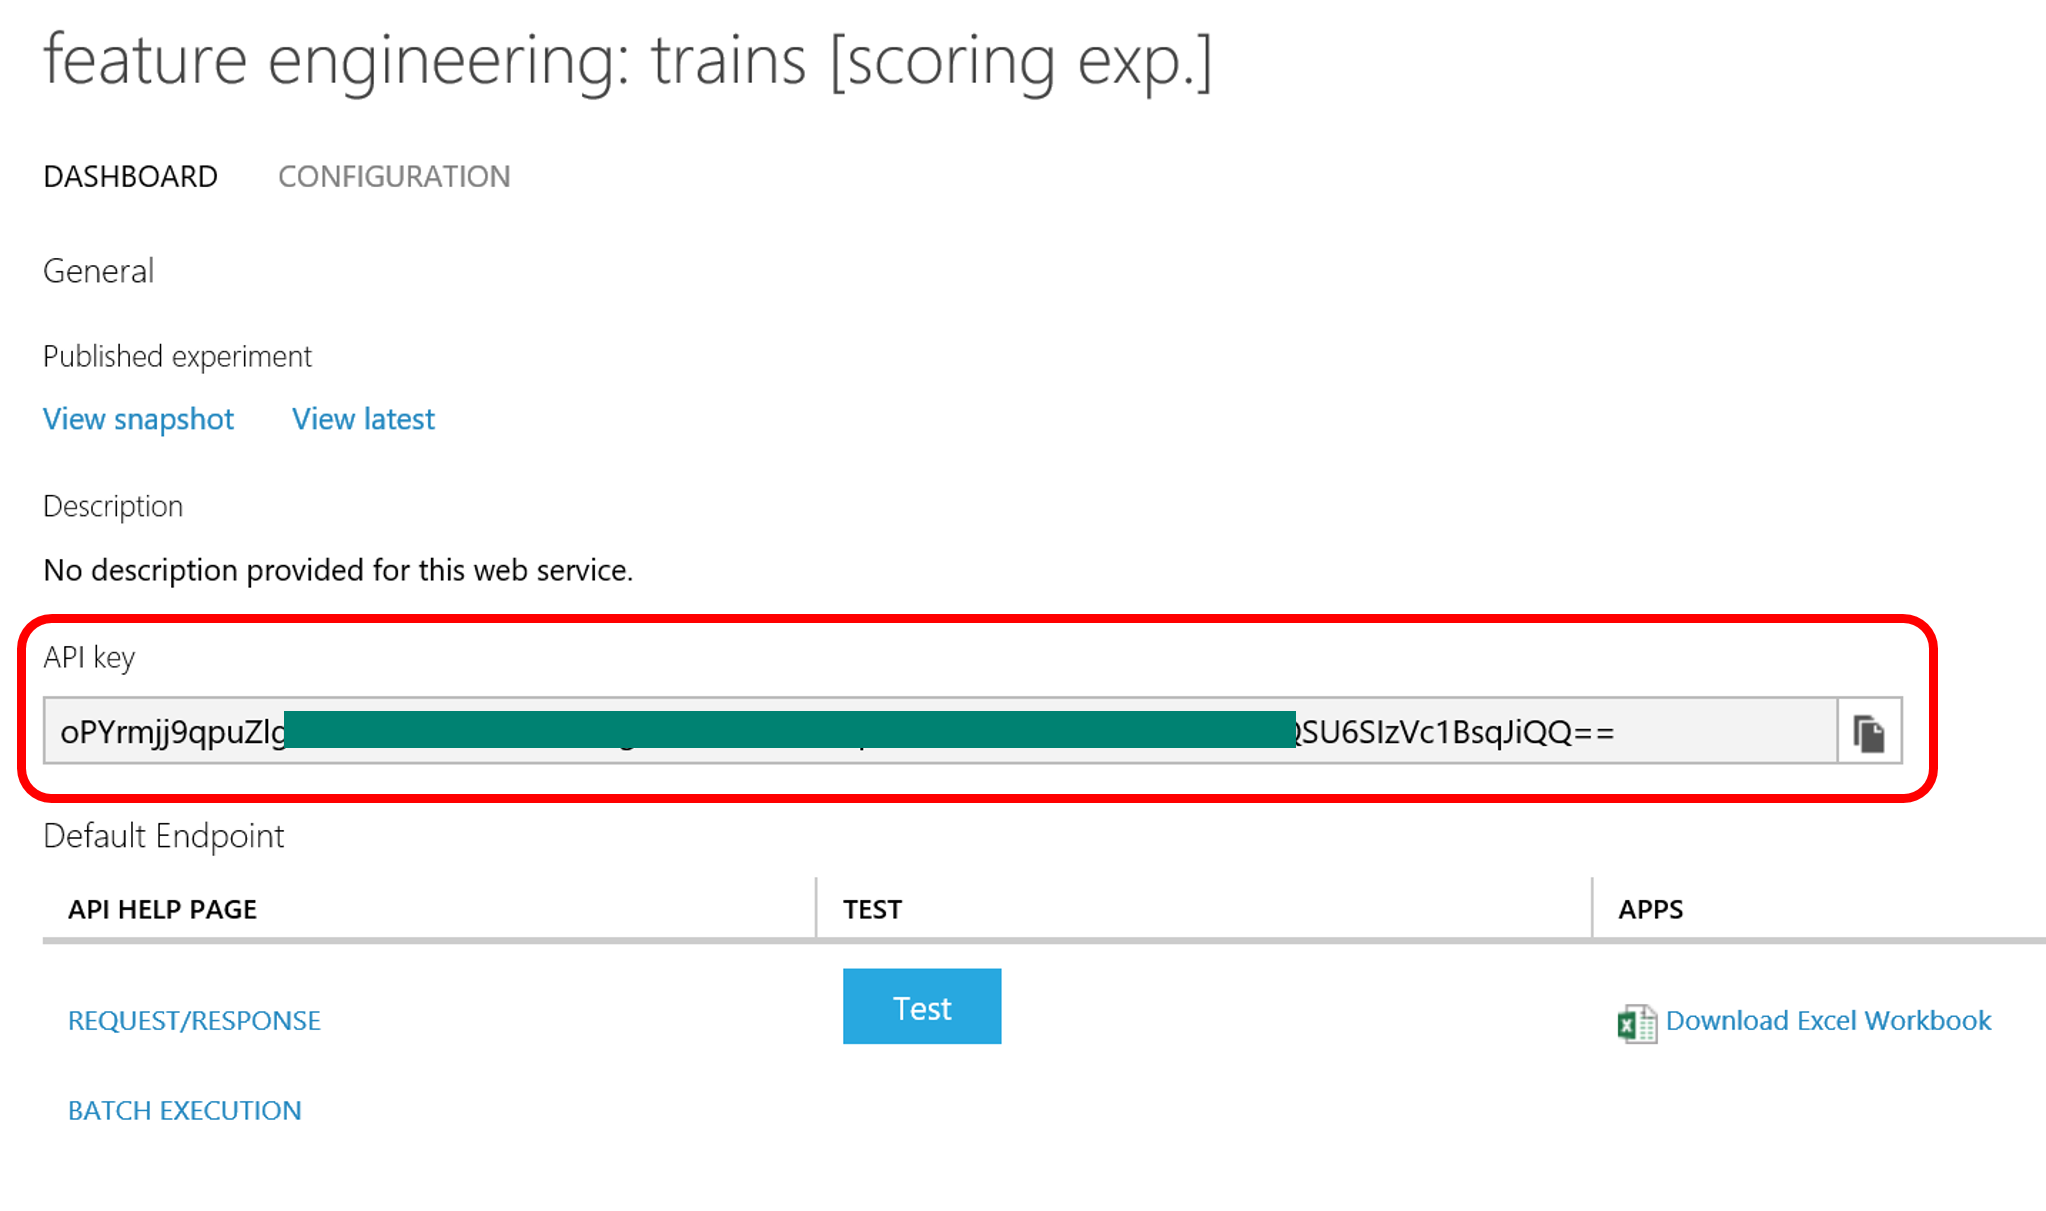 feature engineering: trains [scoring exp.]
DASHBOARD CONFIGURATION
General
Published experiment
View snapshot View latest
Description
No description provided for this web service.
API key
oPYrmjj9qpuZlg QSU6SIzVc1BsqJiQQ==
Default Endpoint
API HELP PAGE TEST APPS
REQUEST/RESPONSE Test Download Excel Workbook
BATCH EXECUTION